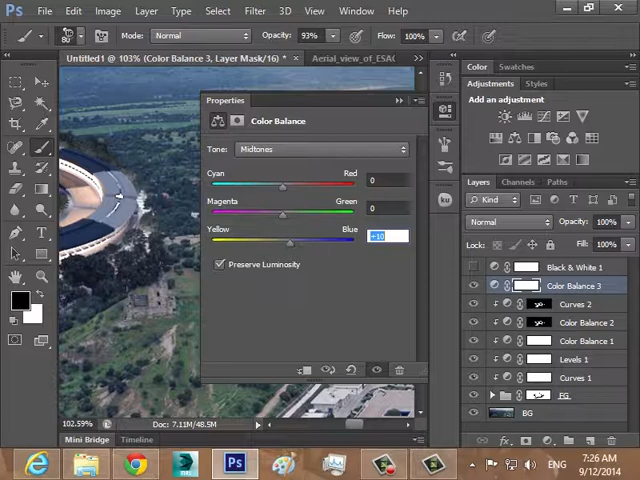 Ps File Edit Image Layer Type Select Filter 3D View Window Help
80 Mode: Normal Opacity: 93% Flow: 100%
Untitled1 @ 103% (Color Balance 3, Layer Mask/16) * × Aerial_view_of_ESAC
Properties
Color Balance
Tone: Midtones
Cyan Red 0
Magenta Green 0
Yellow Blue +10
Preserve Luminosity
Color Swatches
Adjustments Styles
Add an adjustment
Layers Channels Paths
Kind
Normal Opacity: 100%
Lock: Fill: 100%
Black & White 1
Color Balance 3
Curves 2
Color Balance 2
Color Balance 1
Levels 1
Curves 1
FG
BG
fx
ku
102.59% Doc: 7.11M/48.5M
Mini Bridge Timeline
Ps
ENG
7:26 AM
9/12/2014